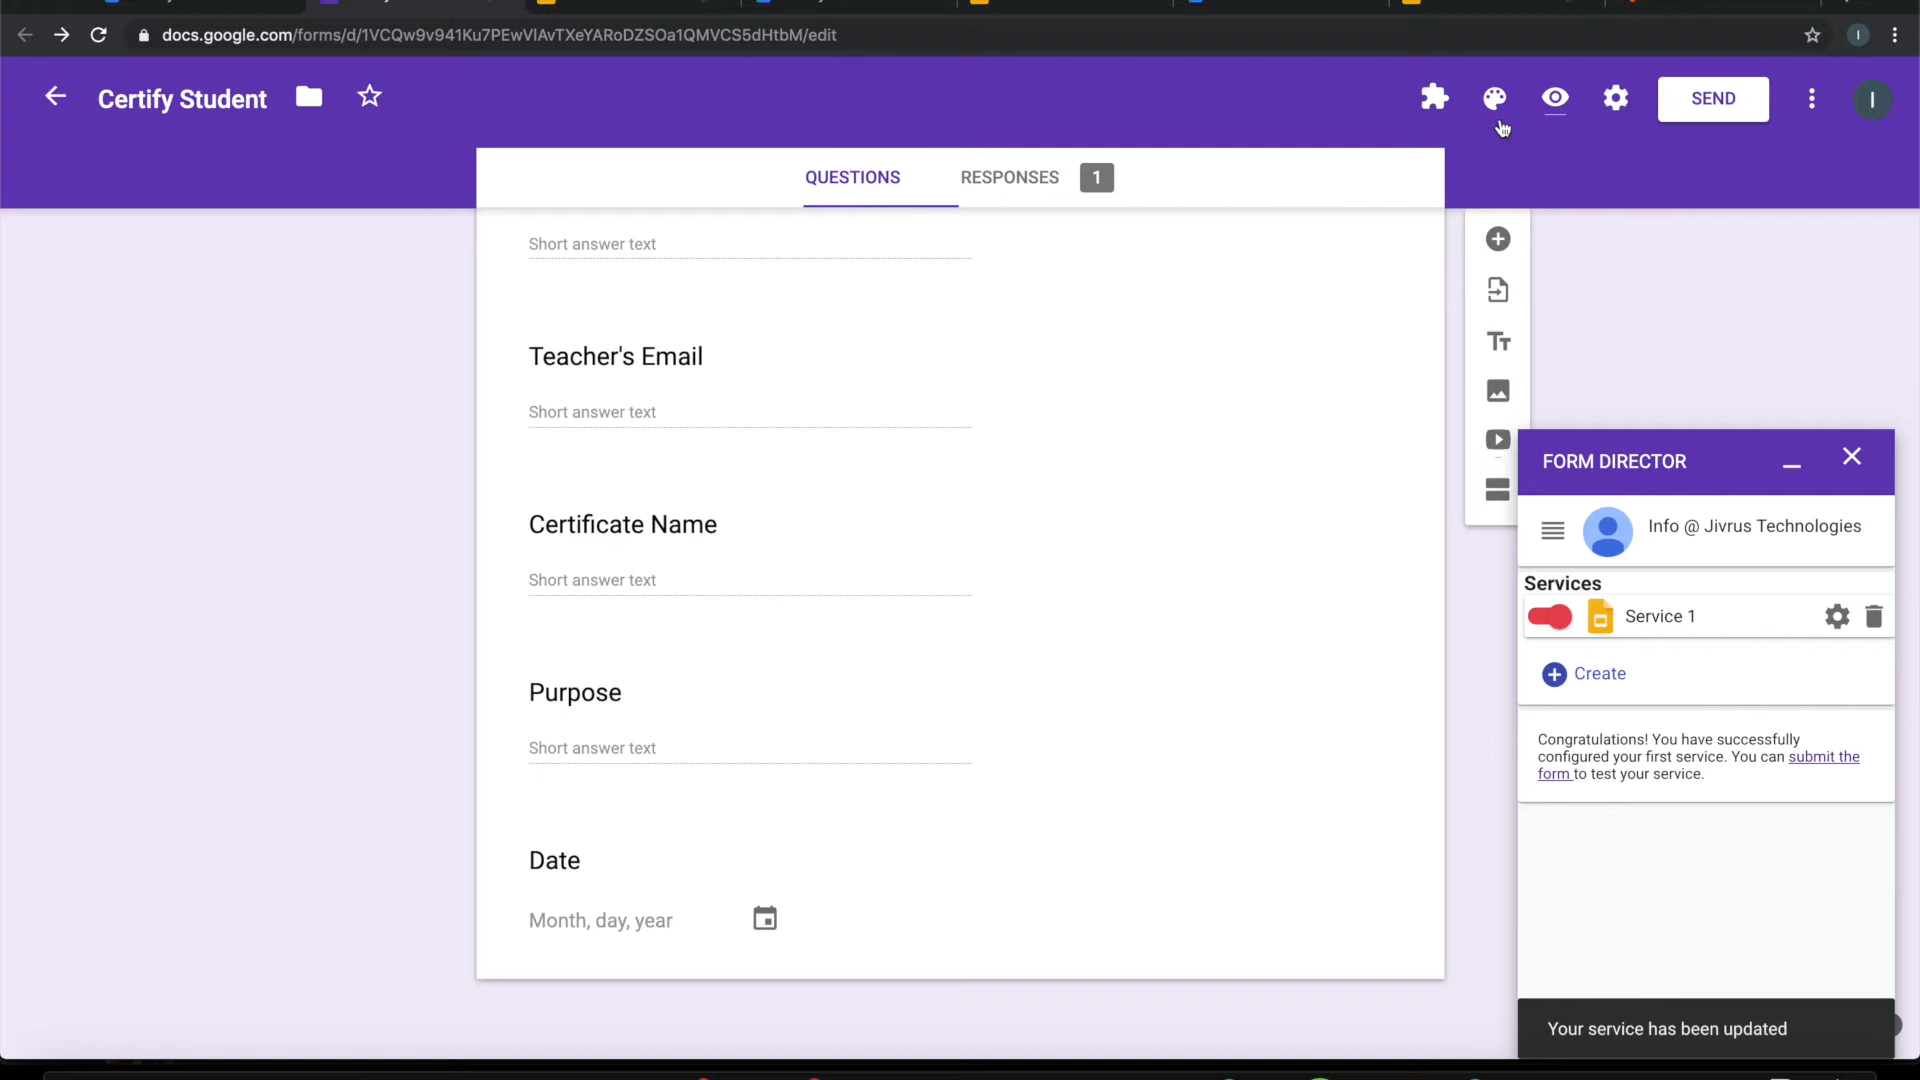 docs.google.com/forms/d/1VCQw9v941Ku7PEwVlAvTXeYARoDZSOa1QMVCS5dHtbM/edit
I
Certify Student
SEND
I
QUESTIONS
RESPONSES
1
Short answer text
Teacher's Email
Short answer text
Certificate Name
Short answer text
Purpose
Short answer text
Date
Month, day, year
FORM DIRECTOR
Info @ Jivrus Technologies
Services
Service 1
Create
Congratulations! You have successfully
configured your first service. You can submit the
form to test your service.
Your service has been updated